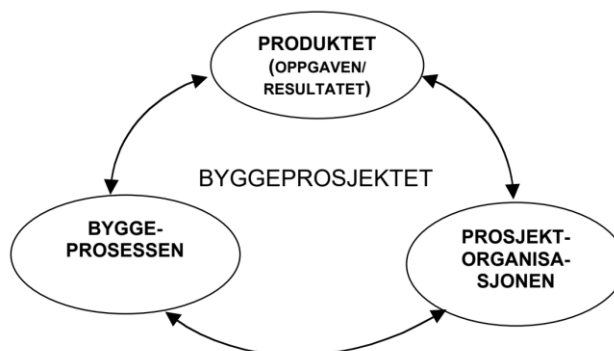 PRODUKTET
(OPPGAVEN/
RESULTATET)
BYGGEPROSJEKTET
BYGGE-
PROSESSEN
PROSJEKT-
ORGANISA-
SJONEN